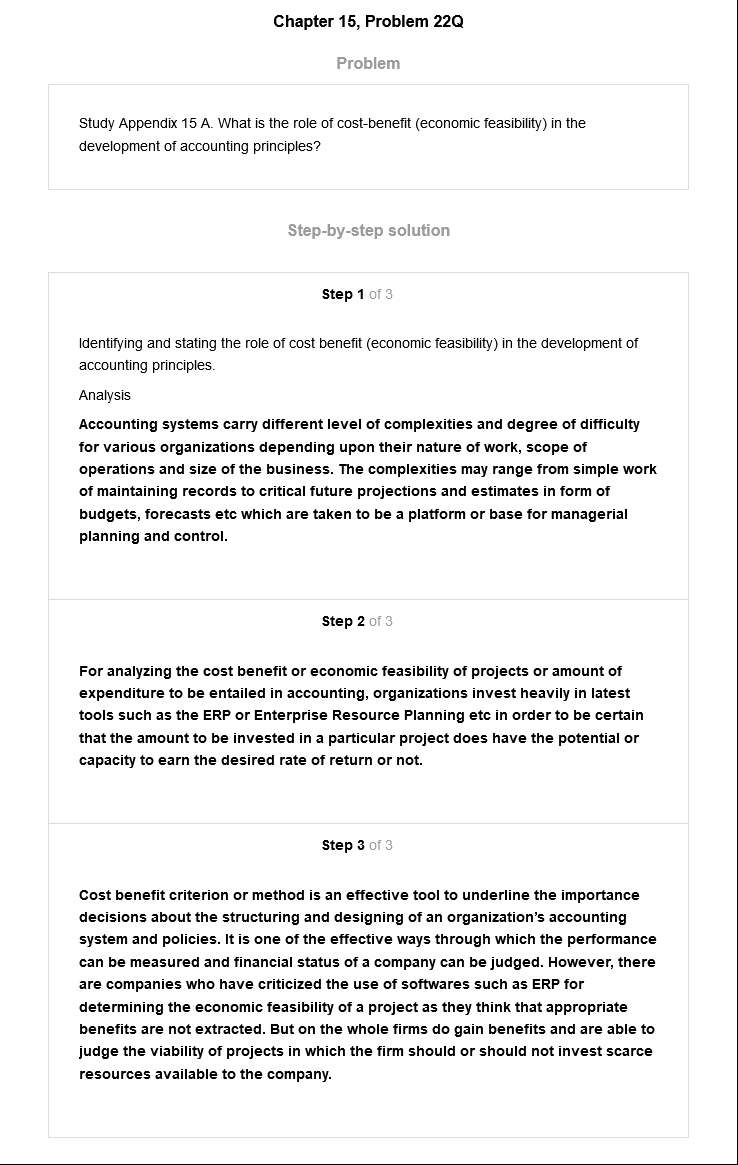 Chapter 15, Problem 22Q
Problem
Study Appendix 15 A. What is the role of cost-benefit (economic feasibility) in the
development of accounting principles?
Step-by-step solution
Step 1 of 3
Identifying and stating the role of cost benefit (economic feasibility) in the development of
accounting principles.
Analysis
Accounting systems carry different level of complexities and degree of difficulty
for various organizations depending upon their nature of work, scope of
operations and size of the business. The complexities may range from simple work
of maintaining records to critical future projections and estimates in form of
budgets, forecasts etc which are taken to be a platform or base for managerial
planning and control.
Step 2 of 3
For analyzing the cost benefit or economic feasibility of projects or amount of
expenditure to be entailed in accounting, organizations invest heavily in latest
tools such as the ERP or Enterprise Resource Planning etc in order to be certain
that the amount to be invested in a particular project does have the potential or
capacity to earn the desired rate of return or not.
Step 3 of 3
Cost benefit criterion or method is an effective tool to underline the importance
decisions about the structuring and designing of an organization’s accounting
system and policies. It is one of the effective ways through which the performance
can be measured and financial status of a company can be judged. However, there
are companies who have criticized the use of softwares such as ERP for
determining the economic feasibility of a project as they think that appropriate
benefits are not extracted. But on the whole firms do gain benefits and are able to
judge the viability of projects in which the firm should or should not invest scarce
resources available to the company.